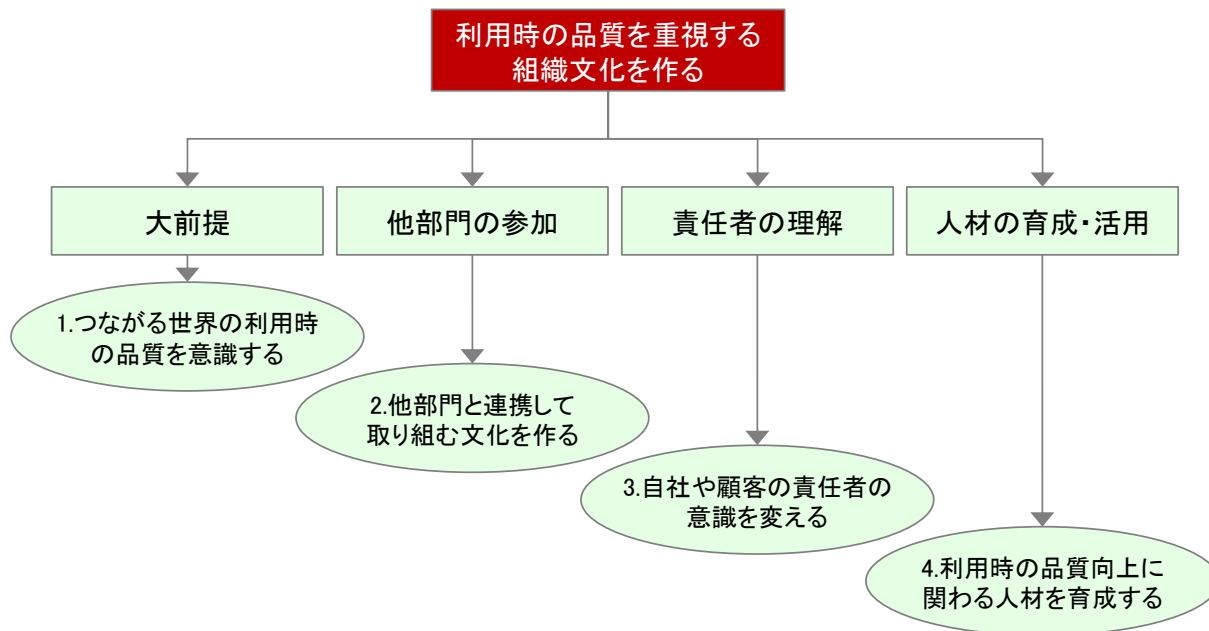 利用時の品質を重視する
組織文化を作る
大前提
他部門の参加
責任者の理解
人材の育成・活用
1.つながる世界の利用時
の品質を意識する
2.他部門と連携して
取り組む文化を作る
3.自社や顧客の責任者の
意識を変える
4.利用時の品質向上に
関わる人材を育成する